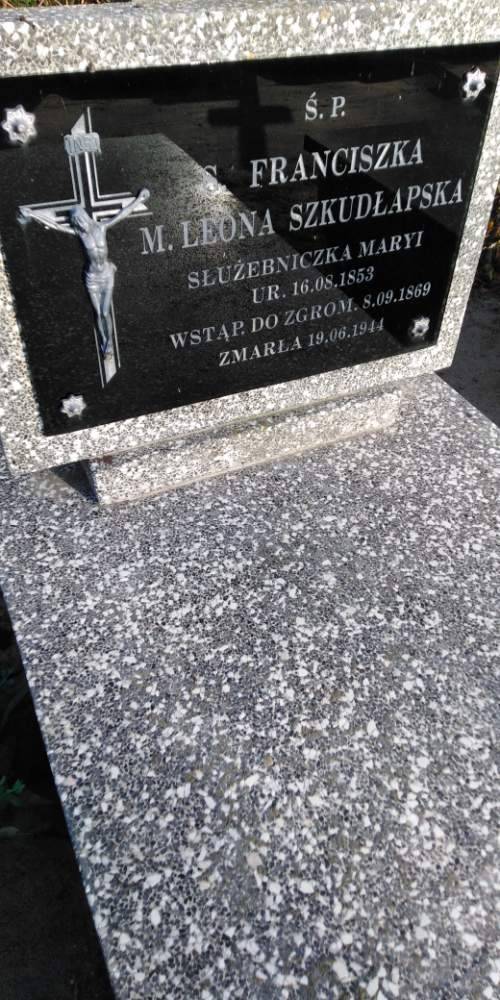 INRI
Ś. P.
S. FRANCISZKA
M. LEONA SZKUDŁAPSKA
SŁUŻEBNICZKA MARYI
UR. 16.08.1853
WSTĄP. DO ZGROM. 8.09.1869
ZMARŁA 19.06.1944